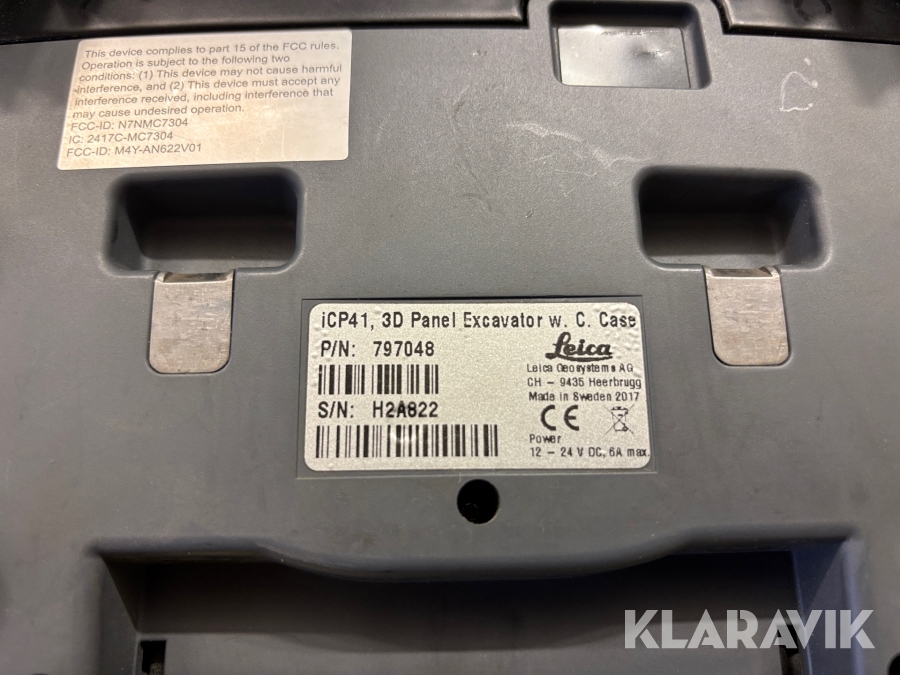 This device complies to part 15 of the FCC rules.
Operation is subject to the following two
conditions: (1) This device may not cause harmful
interference, and (2) This device must accept any
interference received, including interference that
may cause undesired operation.
FCC-ID: N7NMC7304
IC: 2417C-MC7304
FCC-ID: M4Y-AN622V01
iCP41, 3D Panel Excavator w. C. Case
P/N: 797048
Leica
Leica Geosystems AG
CH - 9435 Heerbrugg
Made in Sweden 2017
S/N: H2A822
CE
Power
12 - 24 V DC, 6A max.
KLARAVIK